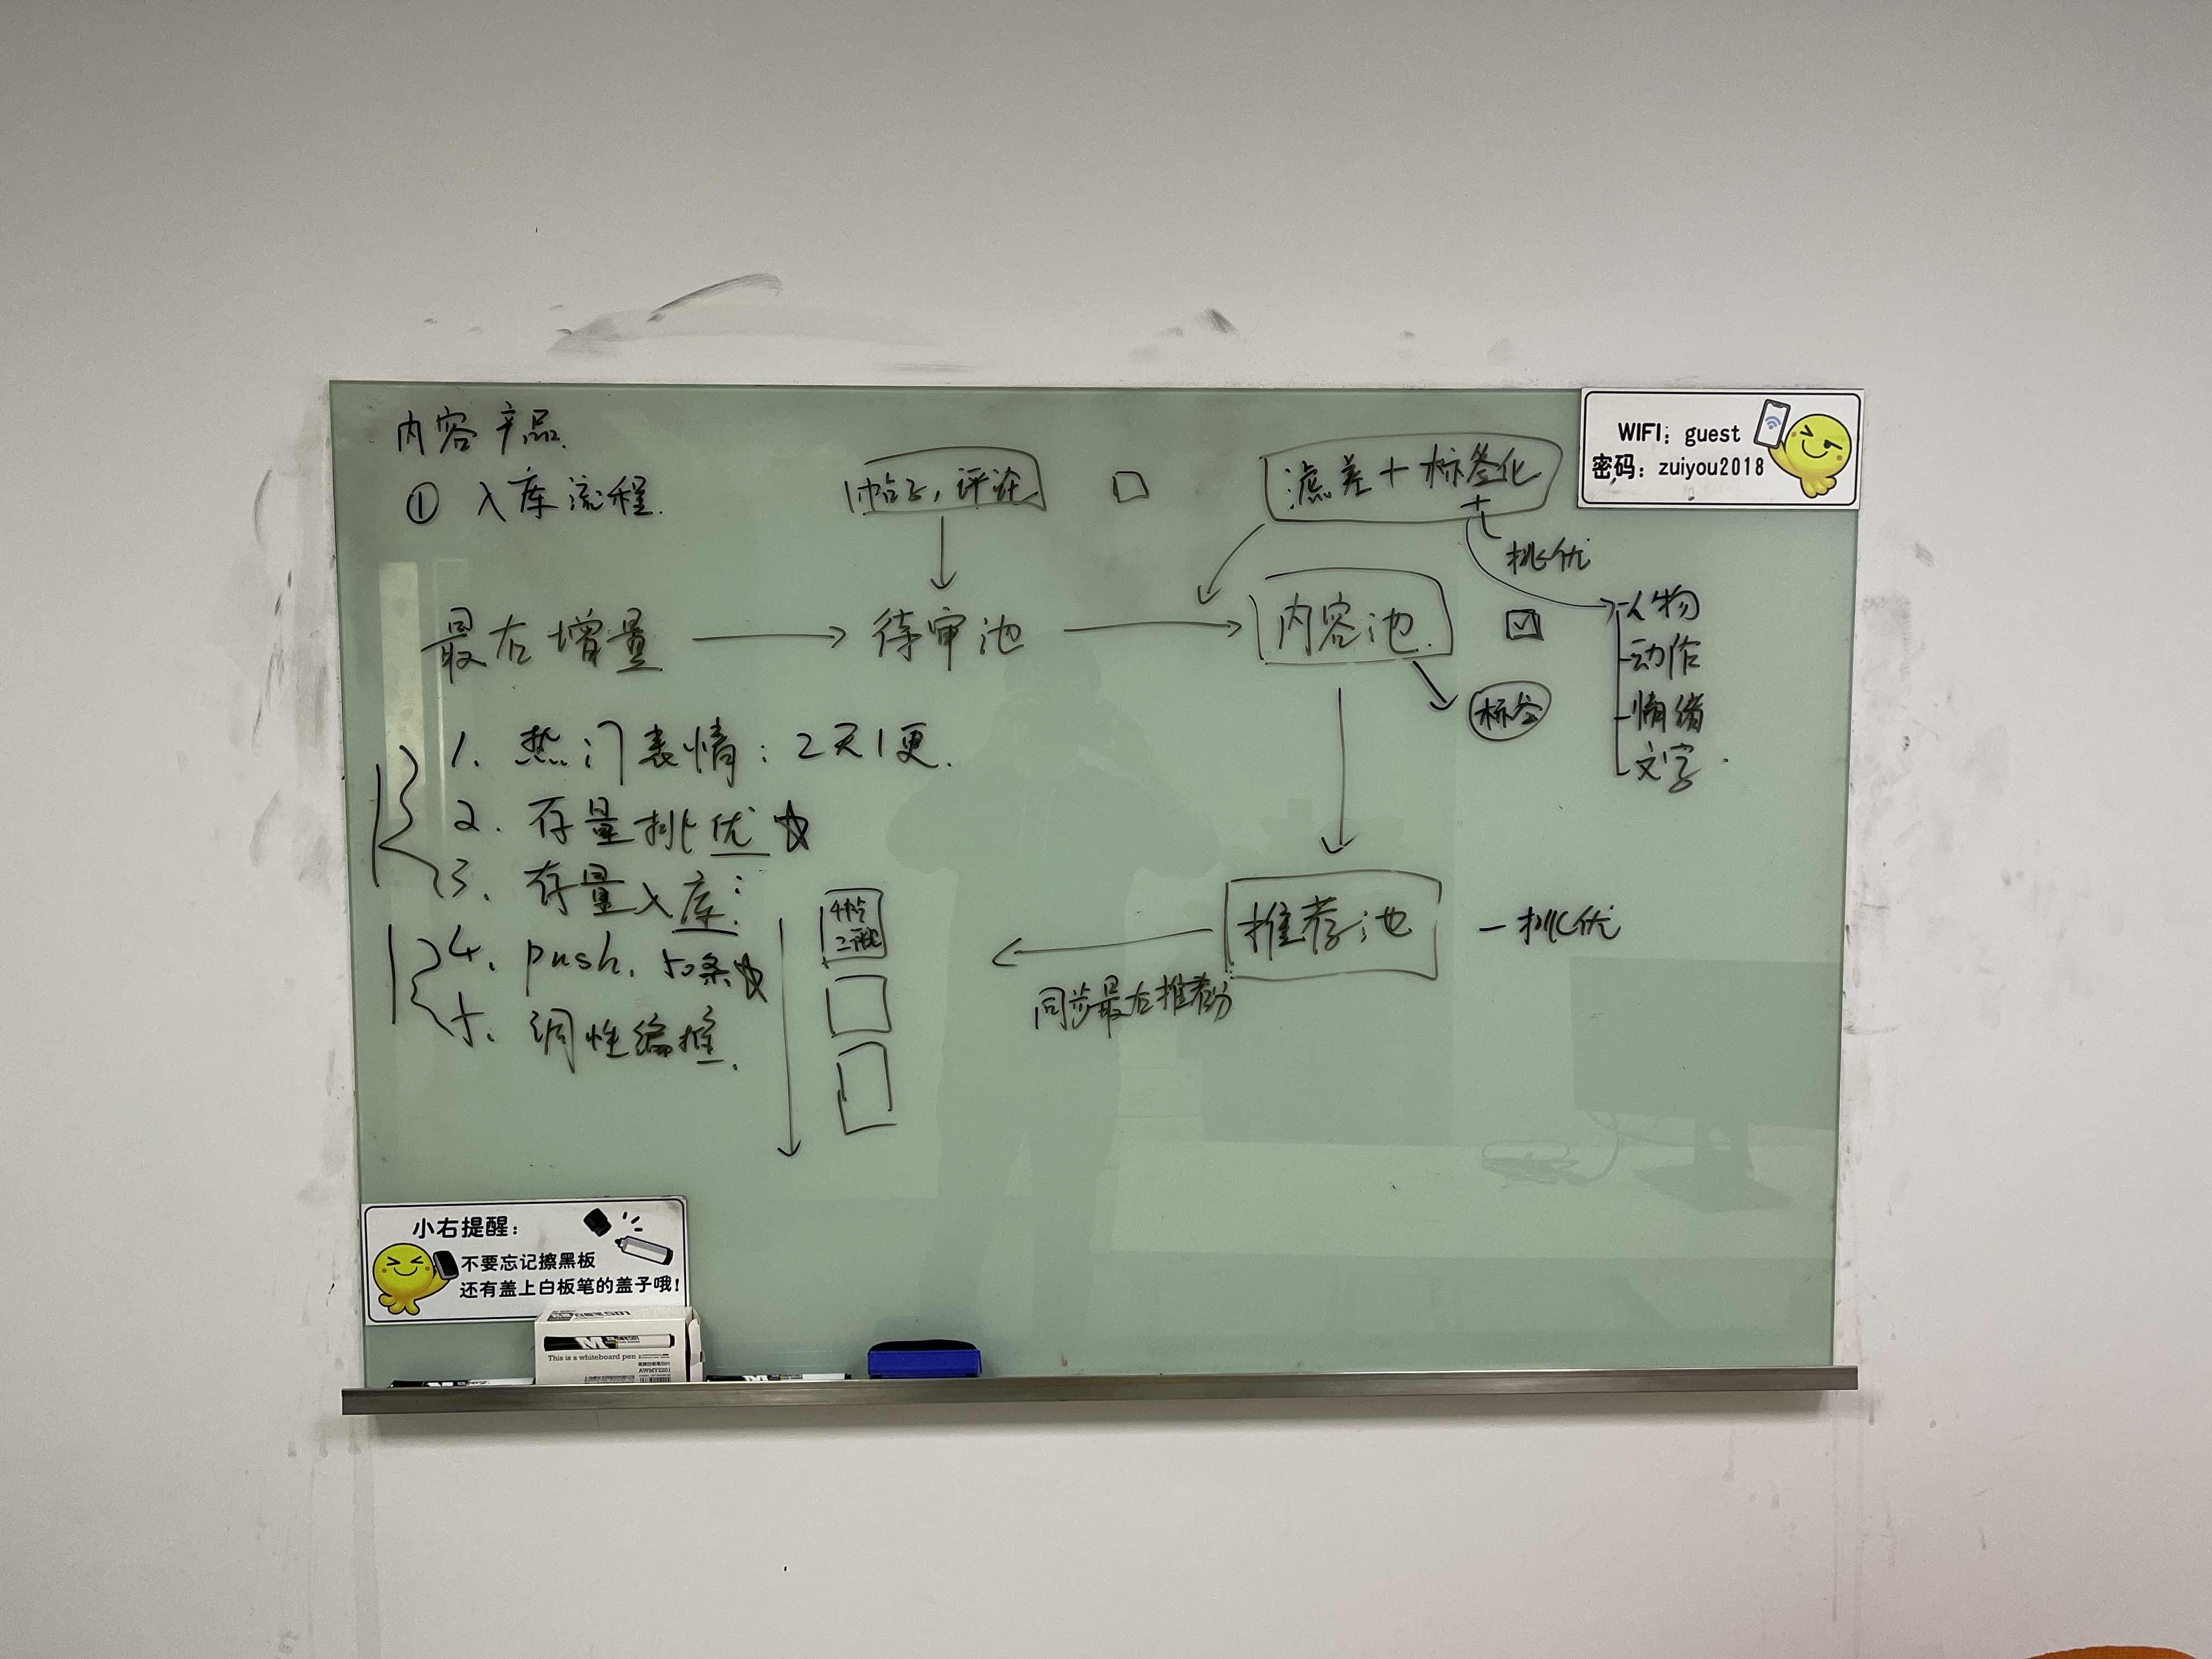 内容产品.
① 入库流程.
帖子,评论
滤差+标签化
+
挑优
WIFI: guest
密码: zuiyou2018
最右增量
待审池
内容池.
标签
人物
动作
情绪
文字.
1. 热门表情: 2天1更.
2. 存量挑优
3. 存量入库:
4. push. 50条
5. 调性编推.
推荐池
一挑优
同步最右推荐分
小右提醒:
不要忘记擦黑板
还有盖上白板笔的盖子哦!
This is a whiteboard pen
AWMY2201